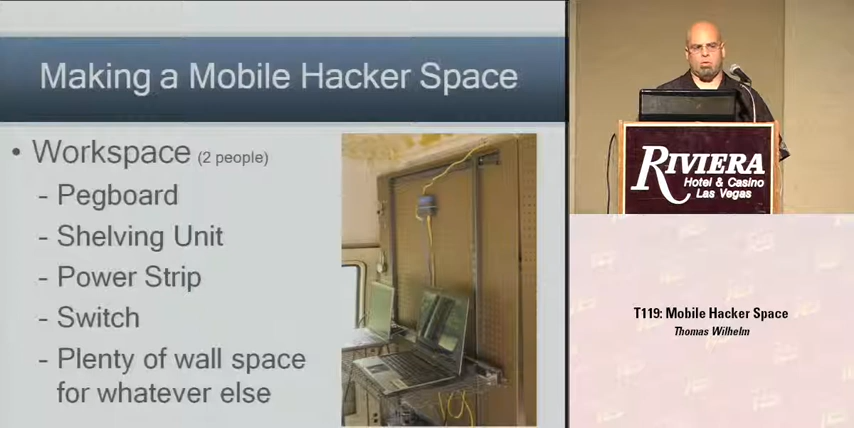 Making a Mobile Hacker Space
• Workspace (2 people)
- Pegboard
- Shelving Unit
- Power Strip
- Switch
- Plenty of wall space
for whatever else
RIVIERA
Hotel & Casino
Las Vegas
T119: Mobile Hacker Space
Thomas Wilhelm